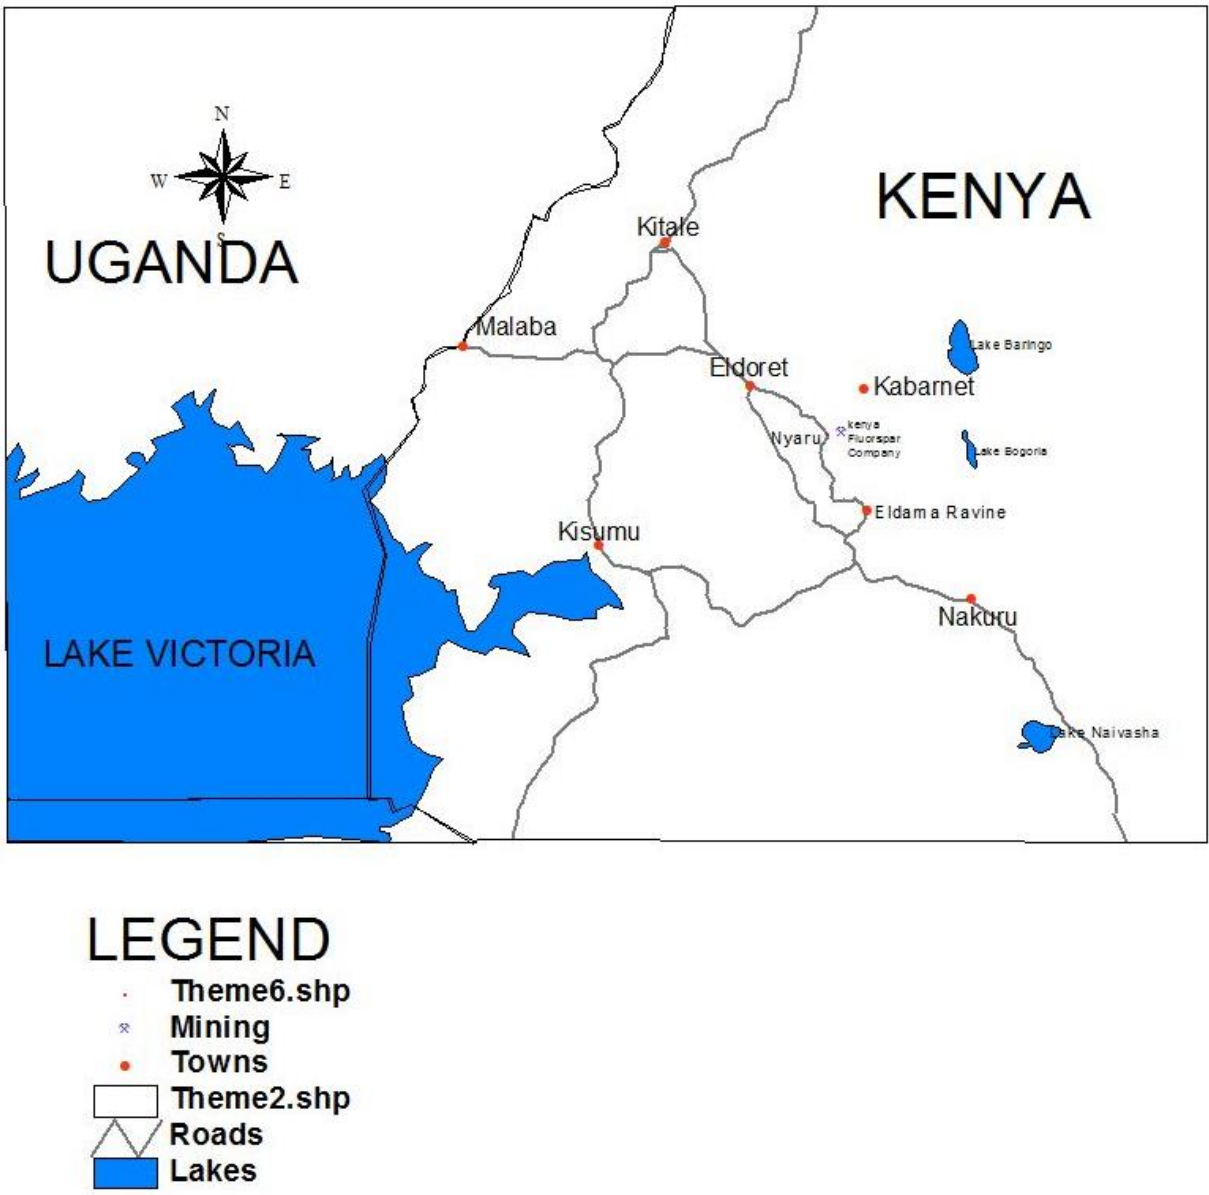 N
W E
S
UGANDA
KENYA
Kitale
Malaba
Lake Baringo
Eldoret
Kabarnet
Nyaru
kenya
Fluorspar
Company
Lake Bogoria
Eldama Ravine
Kisumu
Nakuru
LAKE VICTORIA
Lake Naivasha
LEGEND
Theme6.shp
Mining
Towns
Theme2.shp
Roads
Lakes